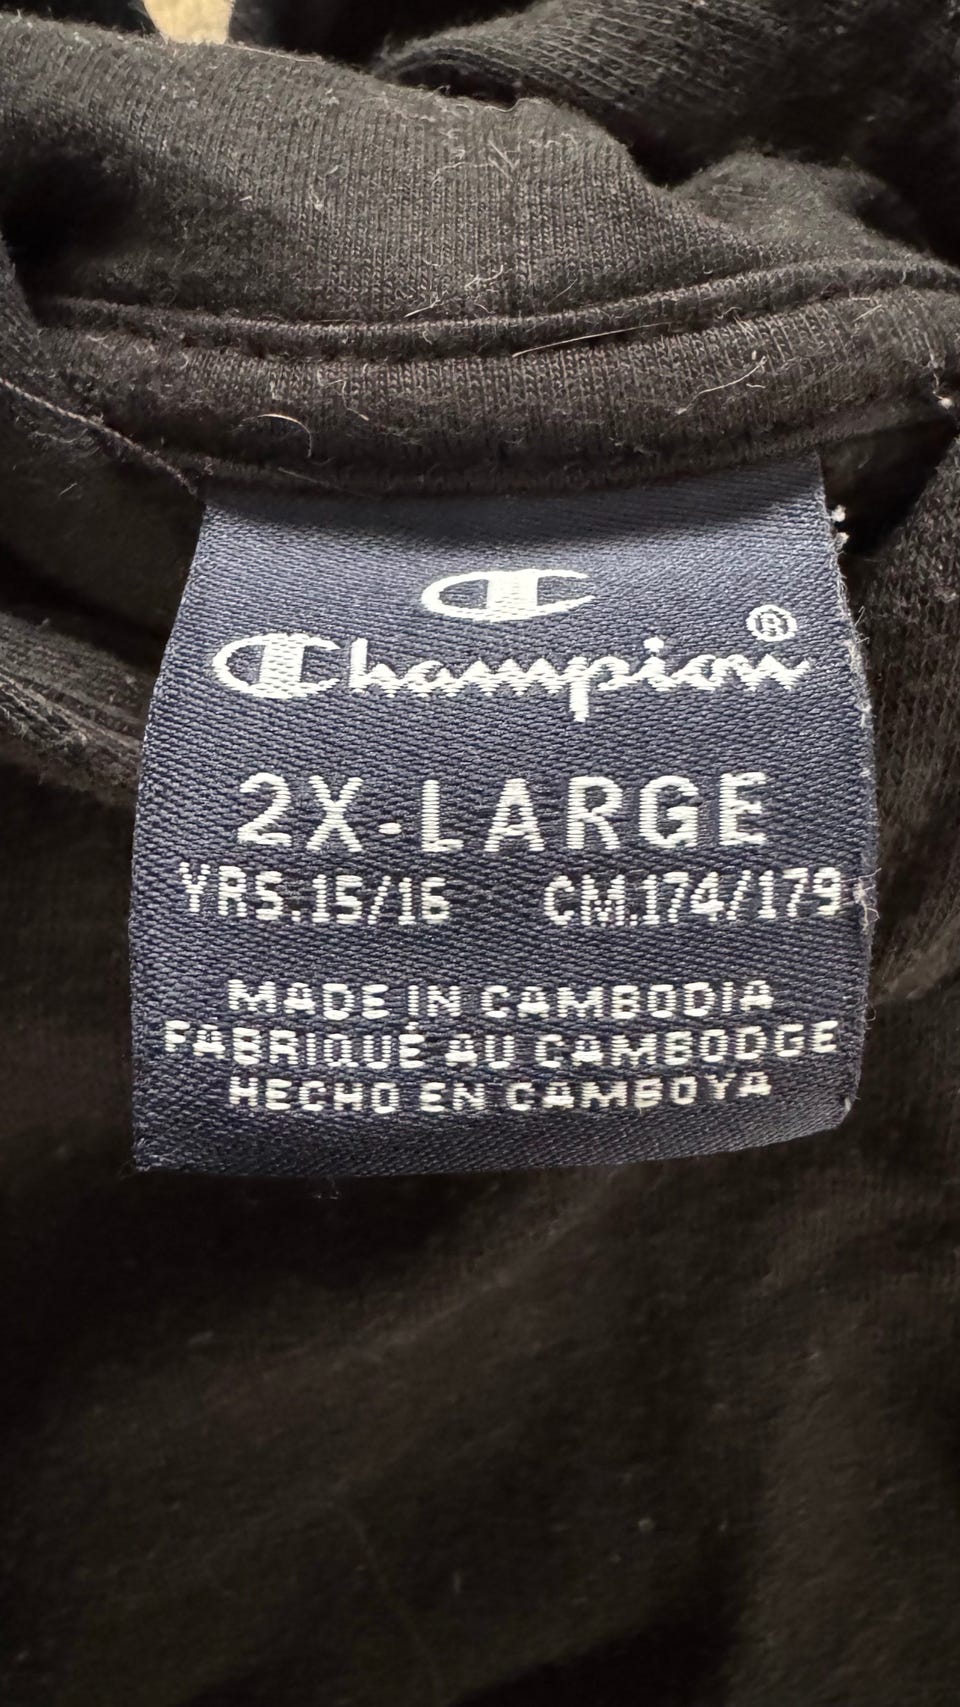 Champion®
2X-LARGE
YRS.15/16 CM.174/179
MADE IN CAMBODIA
FABRIQUÉ AU CAMBODGE
HECHO EN CAMBOYA